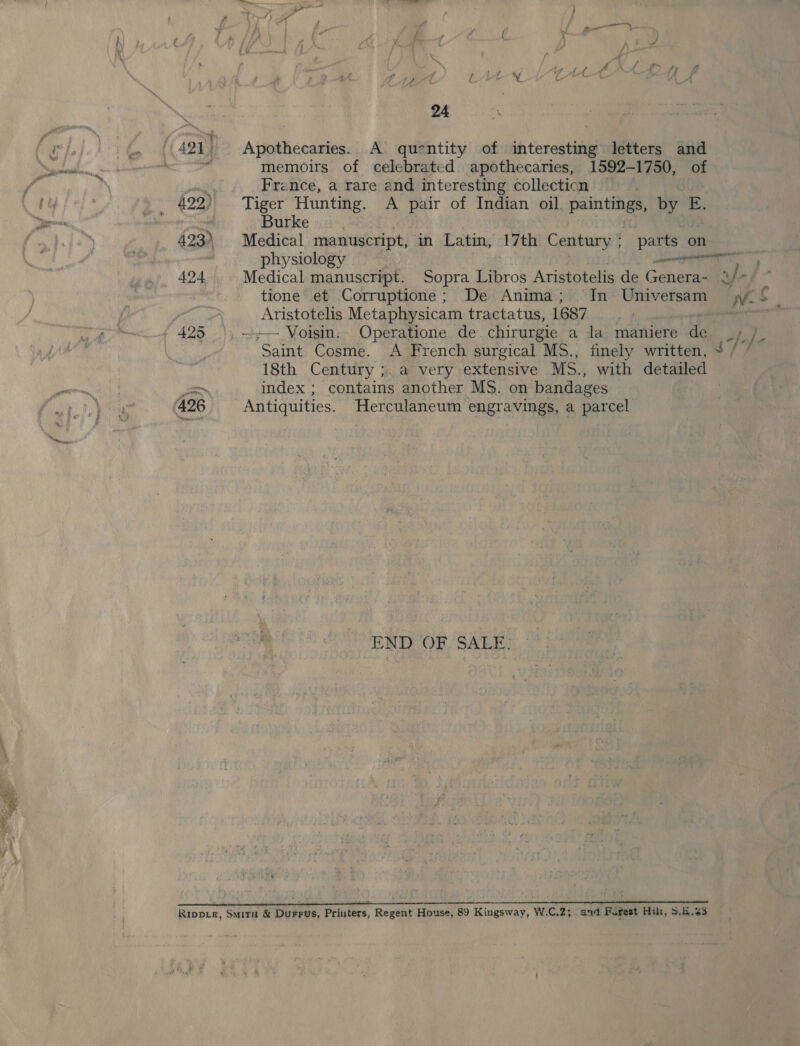 24
421 Apothecaries. A quentity of interesting letters and
memoirs of celebrated apothecaries, 1592-1750, of
France, a rare and interesting collection
422 Tiger Hunting. A pair of Indian oil paintings, by E.
Burke
423 Medical manuscript, in Latin, 17th Century; parts on
physiology
424 Medical manuscript. Sopra Libros Aristotelis de Genera-
tione et Corruptione; De Anima; In Universam
Aristotelis Metaphysicam tractatus, 1687
425 ---- Voisin. Operatione de chirurgie a la maniere de
Saint Cosme. A French surgical MS., finely written,
18th Century; a very extensive MS., with detailed
index; contains another MS. on bandages
426 Antiquities. Herculaneum engravings, a parcel
END OF SALE.
RIDDLE, SMITH & DUFFUS, Printers, Regent House, 89 Kingsway, W.C.2; and Forest Hill, S.E.23